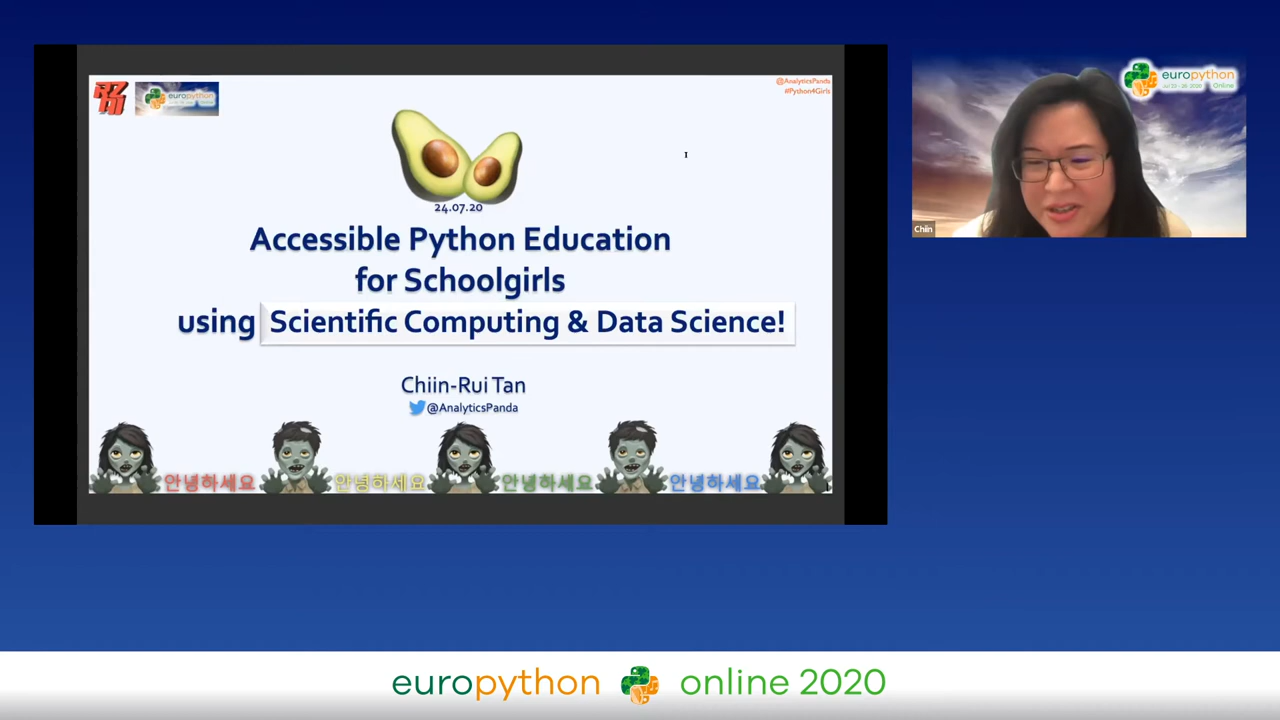 @AnalyticsPanda
#Python4Girls
24.07.20
Accessible Python Education
for Schoolgirls
using Scientific Computing & Data Science!
Chiin-Rui Tan
@AnalyticsPanda
안녕하세요 안녕하세요 안녕하세요 안녕하세요
europython
Online
Chiin
europython online 2020